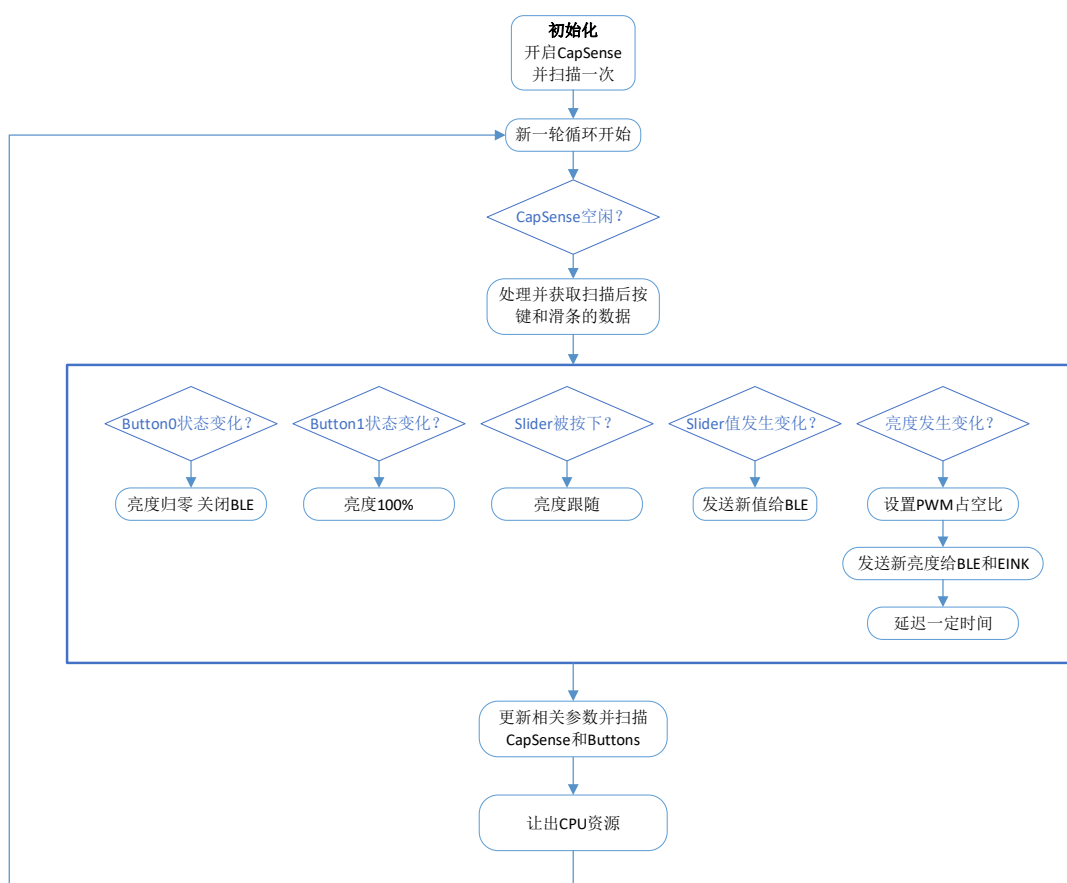 初始化
开启CapSense
并扫描一次
新一轮循环开始
CapSense空闲？
处理并获取扫描后按
键和滑条的数据
Button0状态变化？
Button1状态变化？
Slider被按下？
Slider值发生变化？
亮度发生变化？
亮度归零 关闭BLE
亮度100%
亮度跟随
发送新值给BLE
设置PWM占空比
发送新亮度给BLE和EINK
延迟一定时间
更新相关参数并扫描
CapSense和Buttons
让出CPU资源